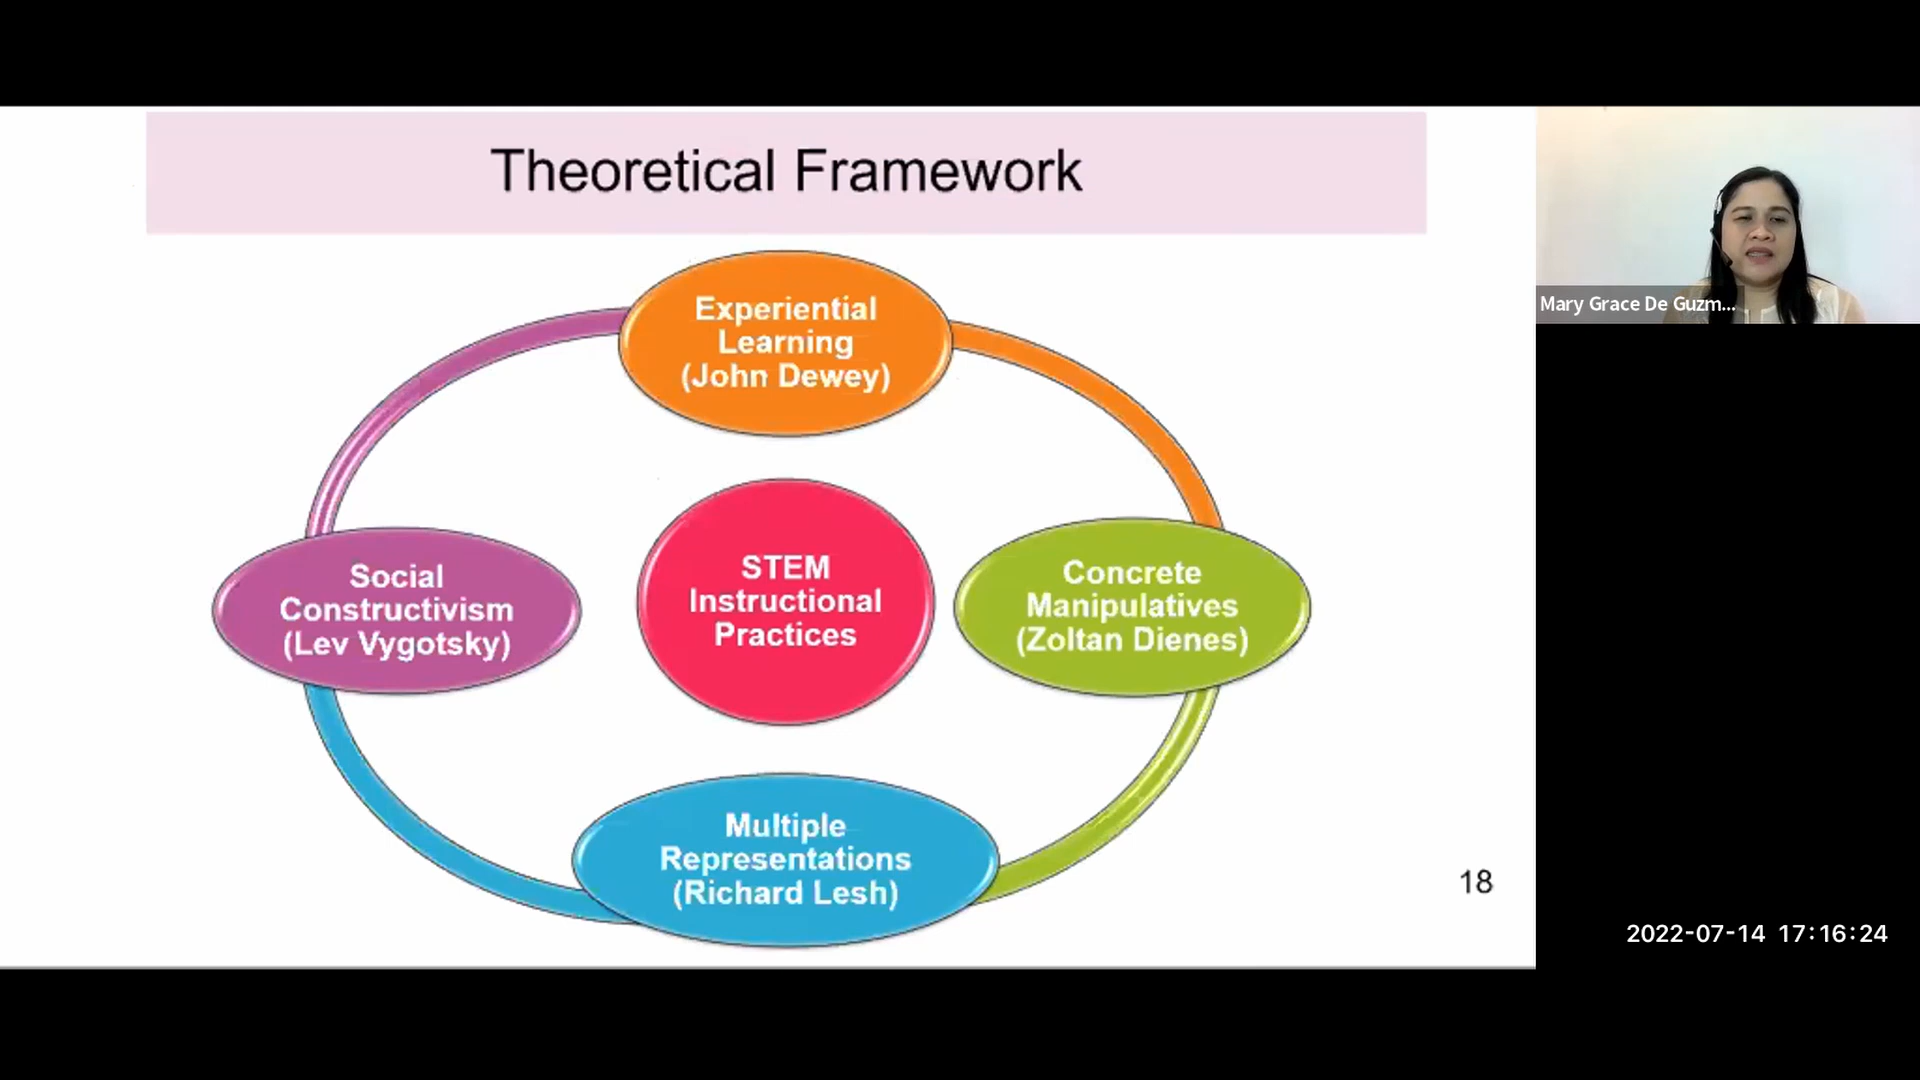 Theoretical Framework
Experiential
Learning
(John Dewey)
Mary Grace De Guzm...
Social
Constructivism
(Lev Vygotsky)
STEM
Instructional
Practices
Concrete
Manipulatives
(Zoltan Dienes)
Multiple
Representations
(Richard Lesh)
18
2022-07-14 17:16:24